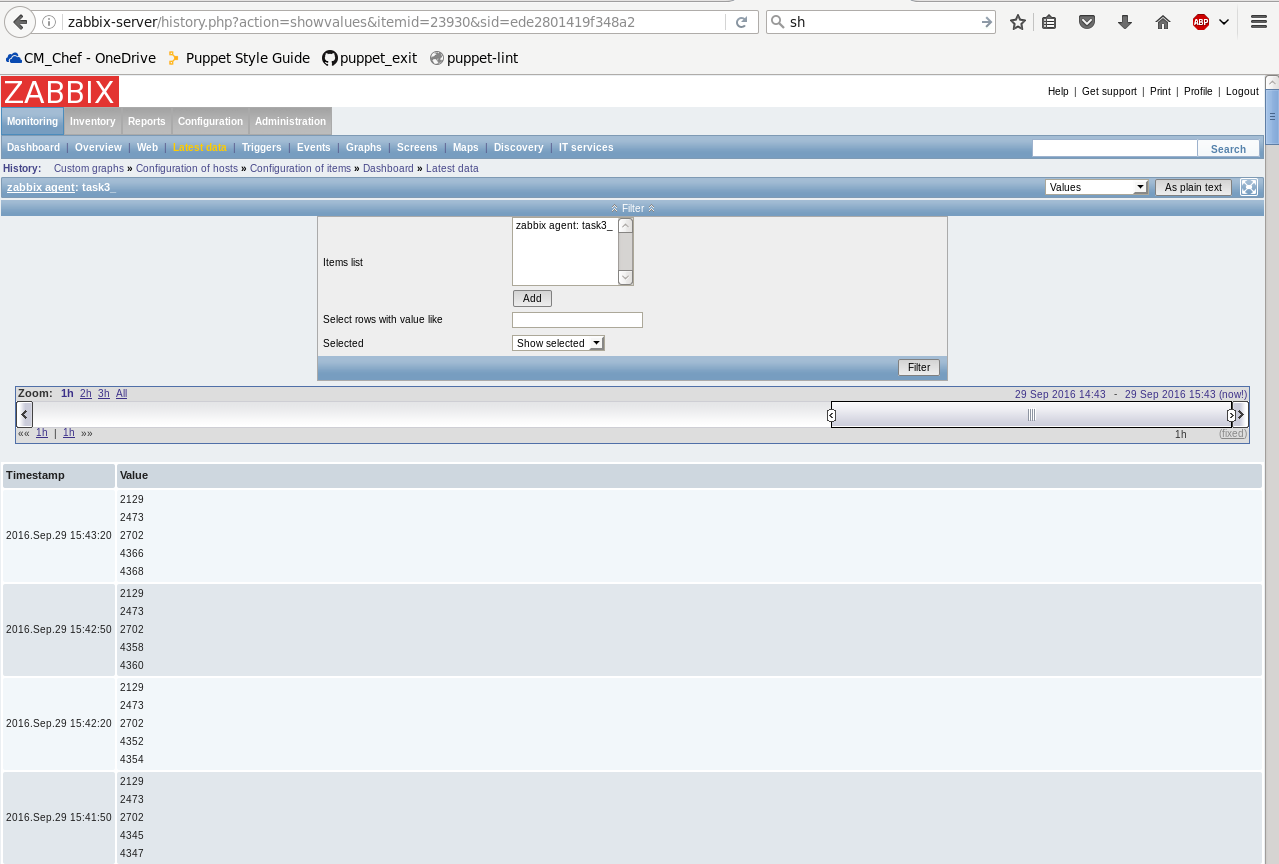 zabbix-server/history.php?action=showvalues&itemid=23930&sid=ede2801419f348a2
sh
ABP
CM_Chef - OneDrive Puppet Style Guide puppet_exit puppet-lint
ZABBIX
Help | Get support | Print | Profile | Logout
Monitoring Inventory Reports Configuration Administration
Dashboard | Overview | Web | Latest data | Triggers | Events | Graphs | Screens | Maps | Discovery | IT services
Search
History: Custom graphs » Configuration of hosts » Configuration of items » Dashboard » Latest data
zabbix agent: task3_
Values
As plain text
Filter
Items list
zabbix agent: task3_
Add
Select rows with value like
Selected
Show selected
Filter
Zoom: 1h 2h 3h All
29 Sep 2016 14:43 - 29 Sep 2016 15:43 (now!)
«« 1h | 1h »»
1h (fixed)
Timestamp Value
2016.Sep.29 15:43:20
2129
2473
2702
4366
4368
2016.Sep.29 15:42:50
2129
2473
2702
4358
4360
2016.Sep.29 15:42:20
2129
2473
2702
4352
4354
2016.Sep.29 15:41:50
2129
2473
2702
4345
4347